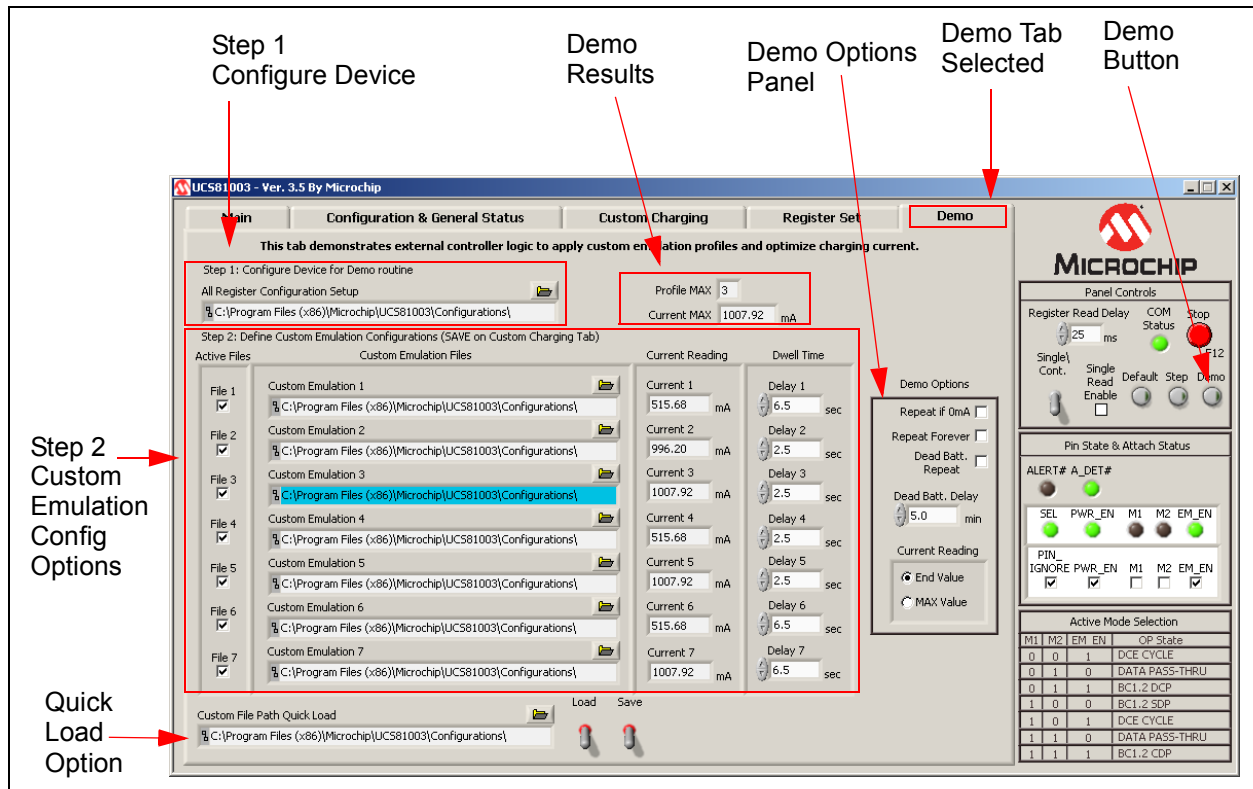 Step 1
Configure Device
Demo
Results
Demo Options
Panel
Demo Tab
Selected
Demo
Button
UCS81003 - Ver. 3.5 By Microchip
Main
Configuration & General Status
Custom Charging
Register Set
Demo
This tab demonstrates external controller logic to apply custom emulation profiles and optimize charging current.
Step 1: Configure Device for Demo routine
All Register Configuration Setup
C:\Program Files (x86)\Microchip\UCS81003\Configurations\
Profile MAX 3
Current MAX 1007.92 mA
Step 2: Define Custom Emulation Configurations (SAVE on Custom Charging Tab)
Active Files Custom Emulation Files Current Reading Dwell Time
File 1 Custom Emulation 1 Current 1 Delay 1
C:\Program Files (x86)\Microchip\UCS81003\Configurations\ 515.68 mA 6.5 sec
File 2 Custom Emulation 2 Current 2 Delay 2
C:\Program Files (x86)\Microchip\UCS81003\Configurations\ 996.20 mA 2.5 sec
File 3 Custom Emulation 3 Current 3 Delay 3
C:\Program Files (x86)\Microchip\UCS81003\Configurations\ 1007.92 mA 2.5 sec
File 4 Custom Emulation 4 Current 4 Delay 4
C:\Program Files (x86)\Microchip\UCS81003\Configurations\ 515.68 mA 2.5 sec
File 5 Custom Emulation 5 Current 5 Delay 5
C:\Program Files (x86)\Microchip\UCS81003\Configurations\ 1007.92 mA 2.5 sec
File 6 Custom Emulation 6 Current 6 Delay 6
C:\Program Files (x86)\Microchip\UCS81003\Configurations\ 515.68 mA 6.5 sec
File 7 Custom Emulation 7 Current 7 Delay 7
C:\Program Files (x86)\Microchip\UCS81003\Configurations\ 1007.92 mA 6.5 sec
Step 2
Custom
Emulation
Config
Options
Demo Options
Repeat if 0mA
Repeat Forever
Dead Batt.
Repeat
Dead Batt. Delay
5.0 min
Current Reading
End Value
MAX Value
Quick
Load
Option
Custom File Path Quick Load
C:\Program Files (x86)\Microchip\UCS81003\Configurations\
Load Save
MICROCHIP
Panel Controls
Register Read Delay
25 ms
COM
Status
Stop
F12
Single\
Cont.
Single
Read
Enable
Default Step Demo
Pin State & Attach Status
ALERT# A_DET#
SEL PWR_EN M1 M2 EM_EN
PIN_
IGNORE PWR_EN M1 M2 EM_EN
Active Mode Selection
M1 M2 EM_EN OP State
0 0 1 DCE CYCLE
0 1 0 DATA PASS-THRU
0 1 1 BC1.2 DCP
1 0 0 BC1.2 SDP
1 0 1 DCE CYCLE
1 1 0 DATA PASS-THRU
1 1 1 BC1.2 CDP